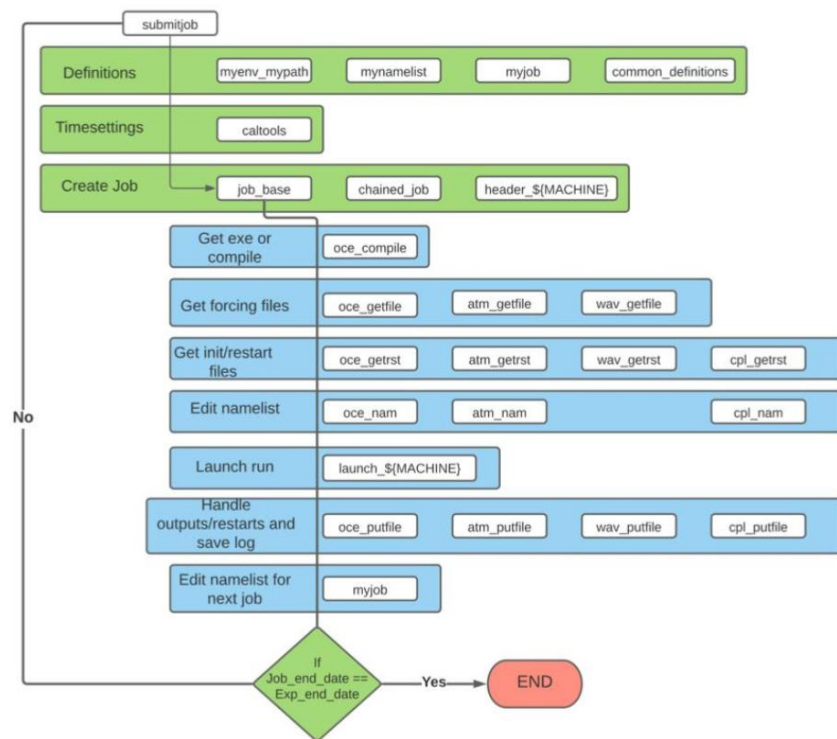 submitjob
Definitions myenv_mypath mynamelist myjob common_definitions
Timesettings caltools
Create Job job_base chained_job header_${MACHINE}
Get exe or
compile
oce_compile
Get forcing files oce_getfile atm_getfile wav_getfile
Get init/restart
files
oce_getrst atm_getrst wav_getrst cpl_getrst
Edit namelist oce_nam atm_nam cpl_nam
No
Launch run launch_${MACHINE}
Handle
outputs/restarts and
save log
oce_putfile atm_putfile wav_putfile cpl_putfile
Edit namelist for
next job
myjob
If
Job_end_date ==
Exp_end_date
Yes
END